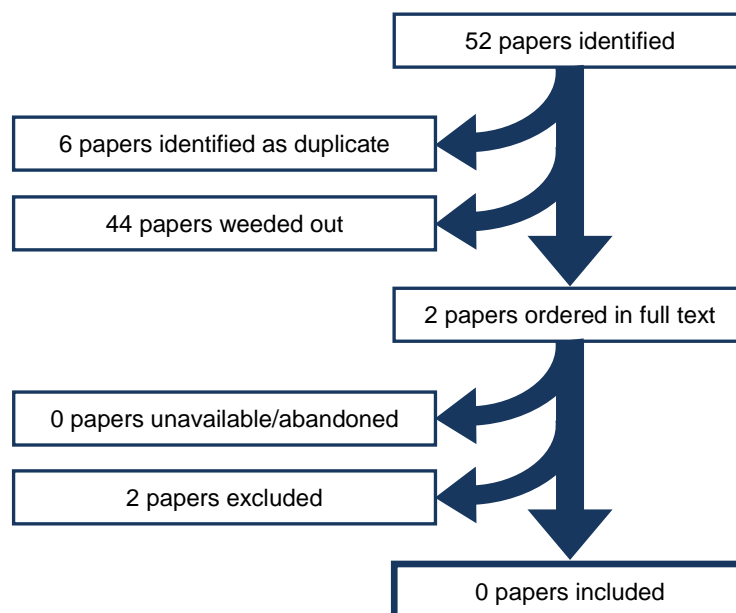 52 papers identified
6 papers identified as duplicate
44 papers weeded out
2 papers ordered in full text
0 papers unavailable/abandoned
2 papers excluded
0 papers included